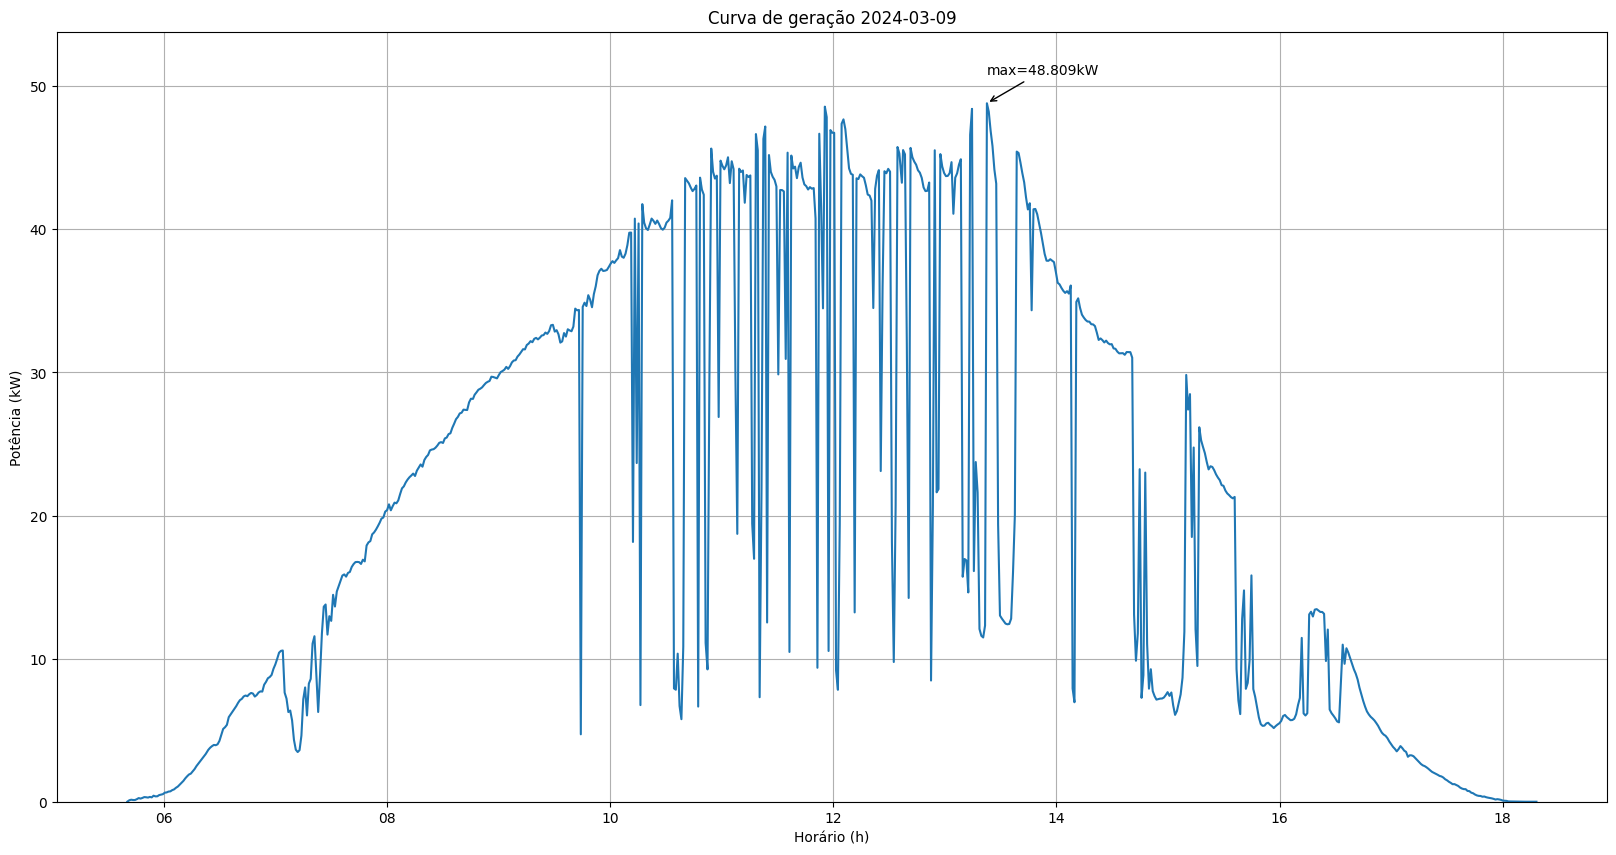 Curva de geração 2024-03-09
max=48.809kW
50
40
30
20
10
0
Potência (kW)
06 08 10 12 14 16 18
Horário (h)